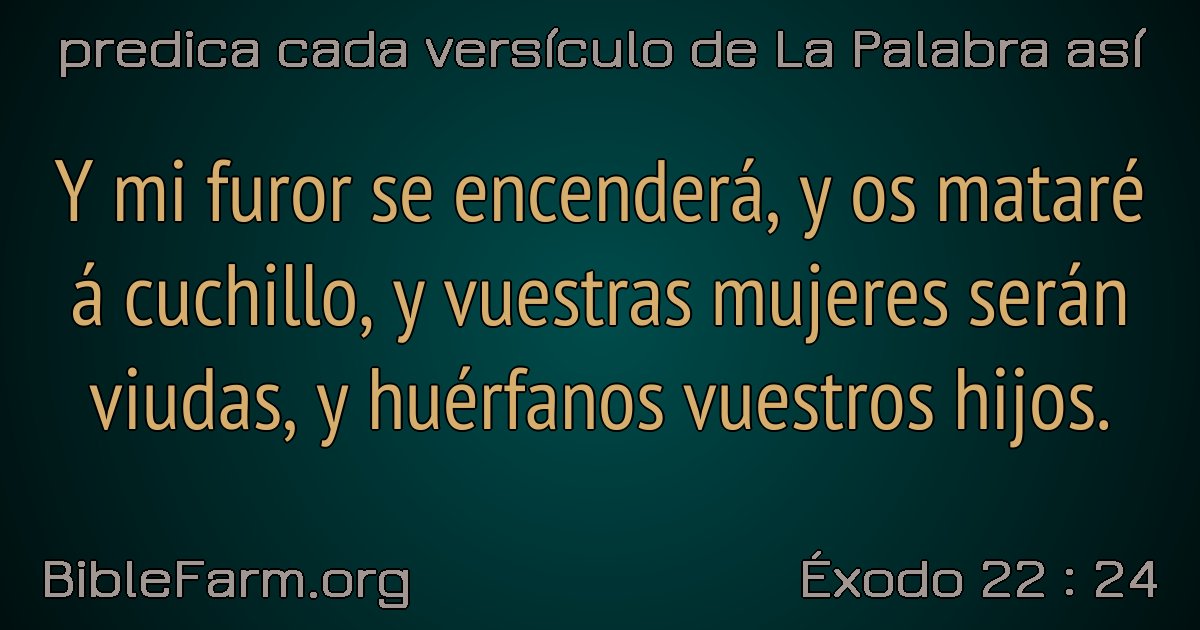 predica cada versículo de La Palabra así
Y mi furor se encenderá, y os mataré
á cuchillo, y vuestras mujeres serán
viudas, y huérfanos vuestros hijos.
BibleFarm.org
Éxodo 22 : 24